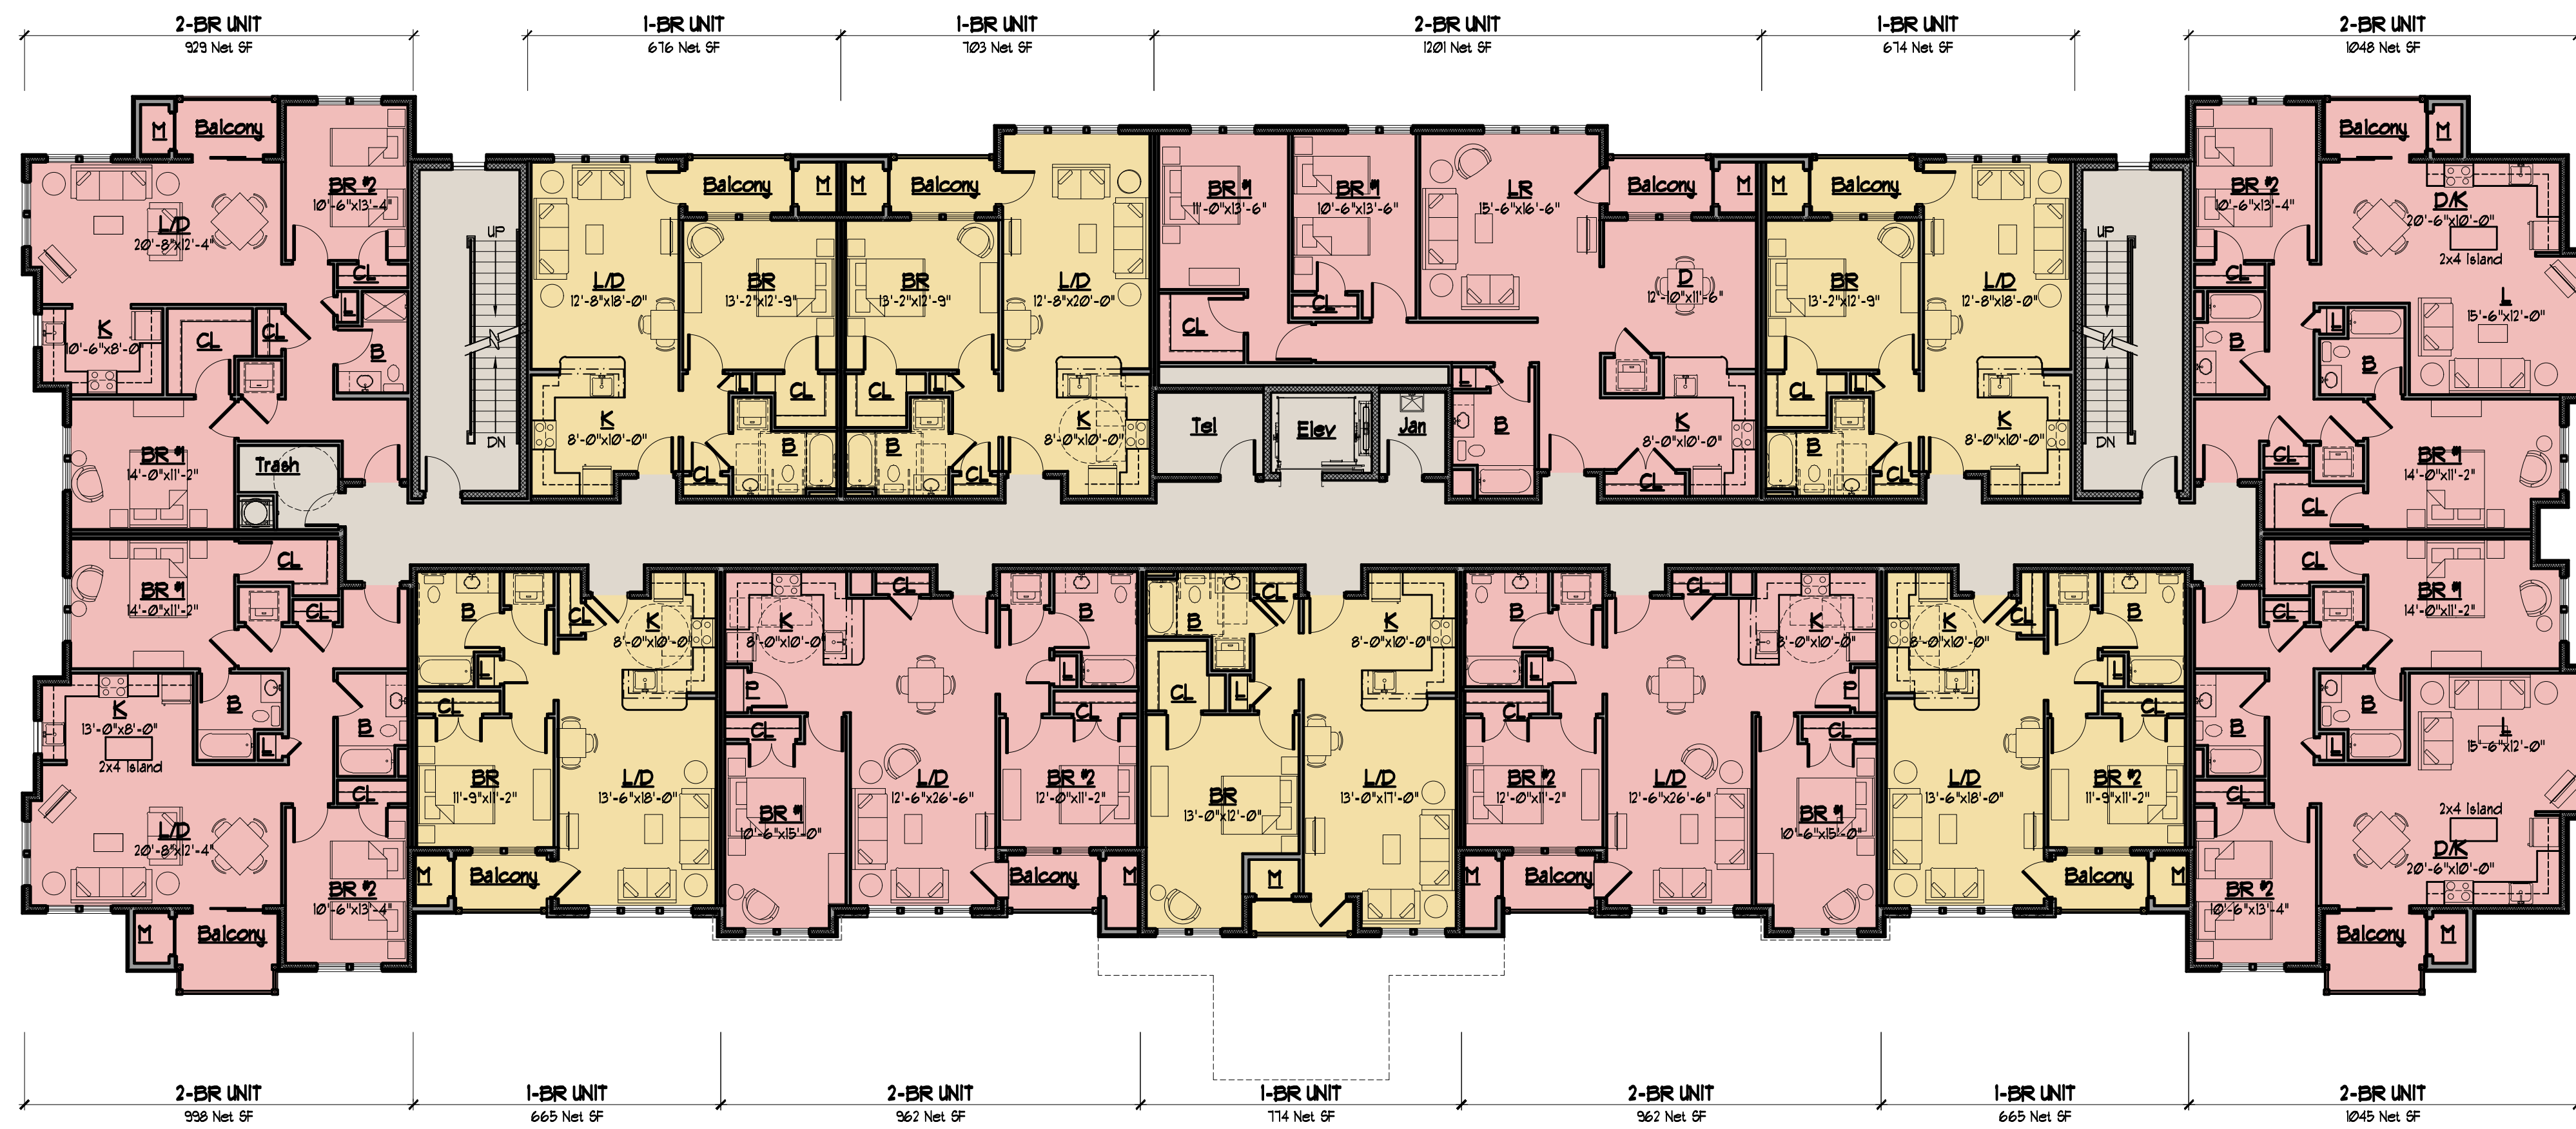 2-BR UNIT
929 Net SF
1-BR UNIT
676 Net SF
1-BR UNIT
703 Net SF
2-BR UNIT
1201 Net SF
1-BR UNIT
674 Net SF
2-BR UNIT
1048 Net SF
M
Balcony
BR #2
10'-6"x13'-4"
L/D
20'-8"x12'-4"
CL
L
K
10'-6"x8'-0"
CL
CL
B
BR #1
14'-0"x11'-2"
Trash
UP
DN
Balcony
M
L/D
12'-8"x18'-0"
BR
13'-2"x12'-9"
L
CL
K
8'-0"x10'-0"
B
CL
M
Balcony
BR
13'-2"x12'-9"
L/D
12'-8"x20'-0"
CL
L
K
8'-0"x10'-0"
B
CL
BR #1
11'-0"x13'-6"
BR #1
10'-6"x13'-6"
LR
15'-6"x16'-6"
Balcony
M
CL
CL
D
12'-10"x11'-6"
L
B
K
8'-0"x10'-0"
CL
Tel
Elev
Jan
M
Balcony
BR
13'-2"x12'-9"
L/D
12'-8"x18'-0"
CL
L
K
8'-0"x10'-0"
B
CL
UP
DN
Balcony
M
BR #2
10'-6"x13'-4"
D/K
20'-6"x10'-0"
2x4 Island
CL
L
15'-6"x12'-0"
L
B
B
CL
BR #1
14'-0"x11'-2"
CL
BR #1
14'-0"x11'-2"
CL
CL
B
L
B
K
13'-0"x8'-0"
2x4 Island
CL
L/D
20'-8"x12'-4"
BR #2
10'-6"x13'-4"
M
Balcony
B
CL
K
8'-0"x10'-0"
L
CL
BR
11'-9"x11'-2"
L/D
13'-6"x18'-0"
M
Balcony
CL
K
8'-0"x10'-0"
B
L
P
CL
CL
L/D
12'-6"x26'-6"
BR #2
12'-0"x11'-2"
BR #1
10'-6"x15'-0"
Balcony
M
CL
B
K
8'-0"x10'-0"
CL
L
BR
13'-0"x12'-0"
L/D
13'-0"x17'-0"
M
CL
B
K
L
P
CL
CL
BR #2
12'-0"x11'-2"
L/D
12'-6"x26'-6"
BR #1
10'-6"x15'-0"
M
Balcony
K
8'-0"x10'-0"
CL
B
L
CL
L/D
13'-6"x18'-0"
BR #2
11'-9"x11'-2"
Balcony
M
CL
BR #1
14'-0"x11'-2"
CL
B
B
L
L
15'-6"x12'-0"
CL
2x4 Island
D/K
20'-6"x10'-0"
BR #2
10'-6"x13'-4"
Balcony
M
2-BR UNIT
998 Net SF
1-BR UNIT
665 Net SF
2-BR UNIT
962 Net SF
1-BR UNIT
774 Net SF
2-BR UNIT
962 Net SF
1-BR UNIT
665 Net SF
2-BR UNIT
1045 Net SF